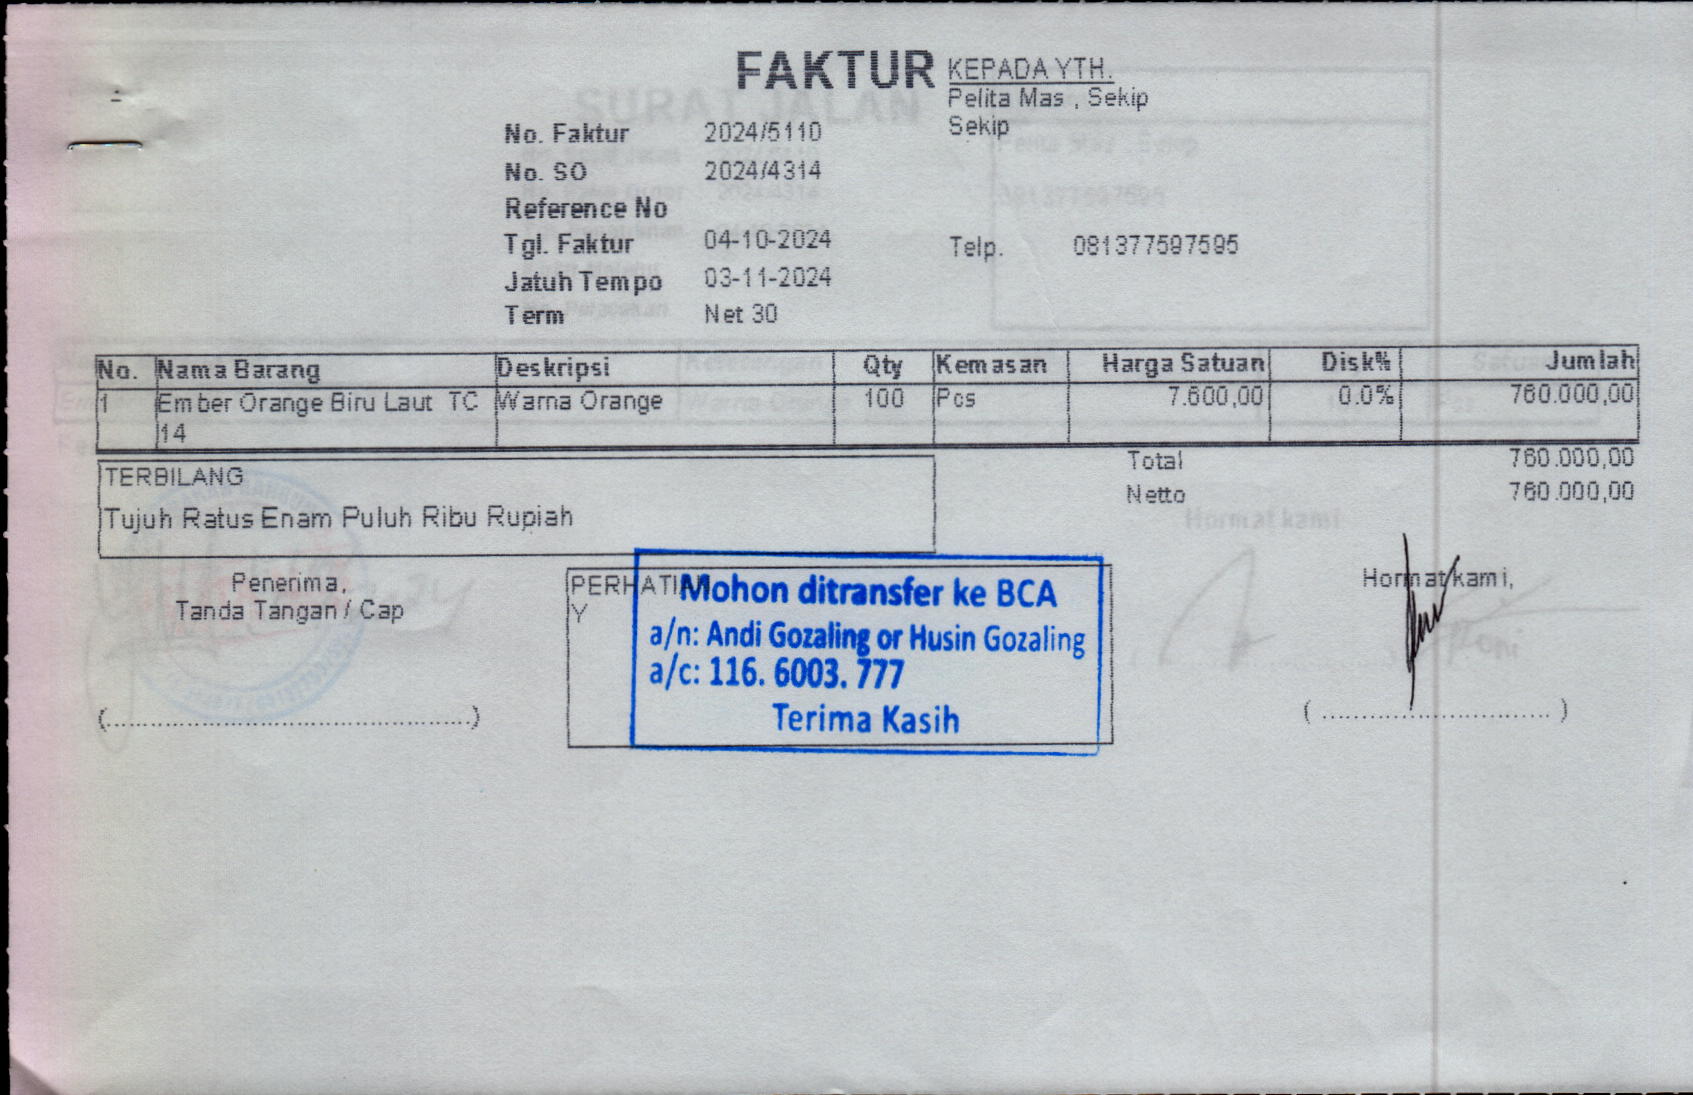 FAKTUR
KEPADA YTH.
Pelita Mas , Sekip
Sekip
No. Faktur 2024/5110
No. SO 2024/4314
Reference No
Tgl. Faktur 04-10-2024
Telp. 081377597595
Jatuh Tempo 03-11-2024
Term Net 30
No. Nama Barang Deskripsi Qty Kemasan Harga Satuan Disk% Jumlah
1 Ember Orange Biru Laut TC Warna Orange 100 Pcs 7.600,00 0.0% 760.000,00
14
Total 760.000,00
Netto 760.000,00
TERBILANG
Tujuh Ratus Enam Puluh Ribu Rupiah
Penerima,
Tanda Tangan / Cap
PERHATIAN
Y
Mohon ditransfer ke BCA
a/n: Andi Gozaling or Husin Gozaling
a/c: 116. 6003. 777
Terima Kasih
Hormat kami,
(..............................................)
( ............................. )
SURAT JALAN
Hormat kami